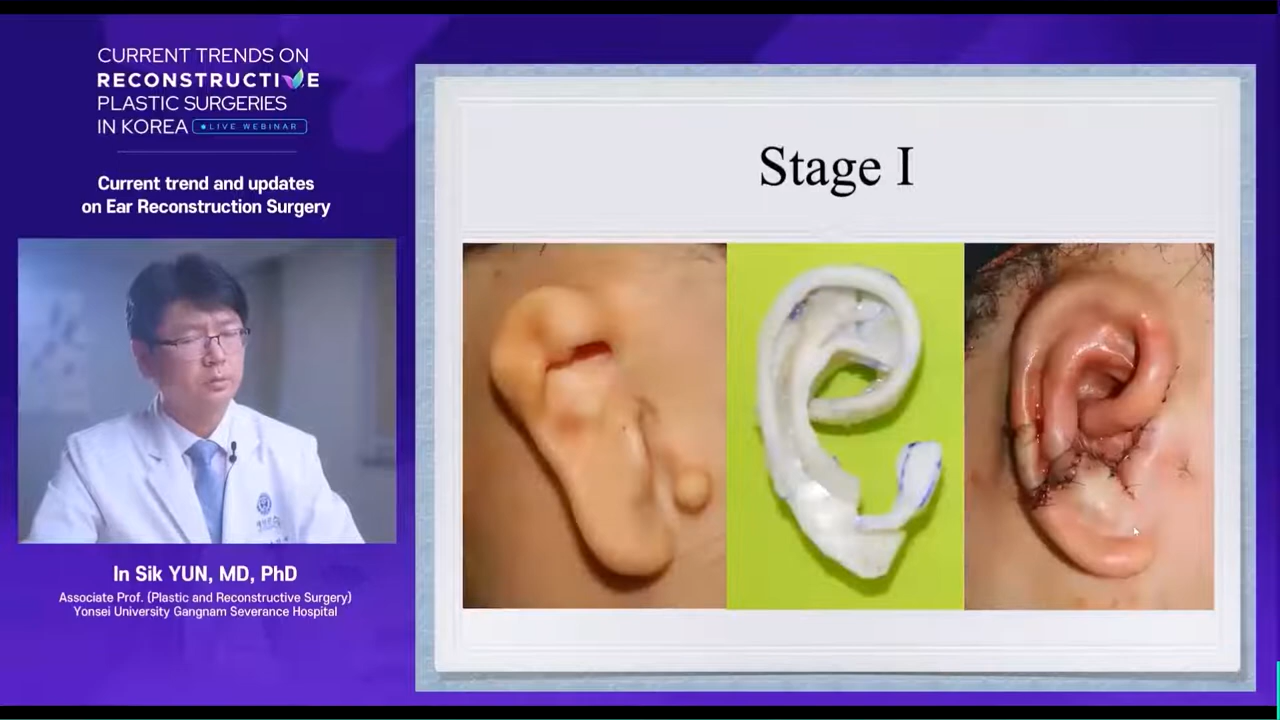 CURRENT TRENDS ON
RECONSTRUCTIVE
PLASTIC SURGERIES
IN KOREA LIVE WEBINAR
Current trend and updates
on Ear Reconstruction Surgery
In Sik YUN, MD, PhD
Associate Prof. (Plastic and Reconstructive Surgery)
Yonsei University Gangnam Severance Hospital
Stage I